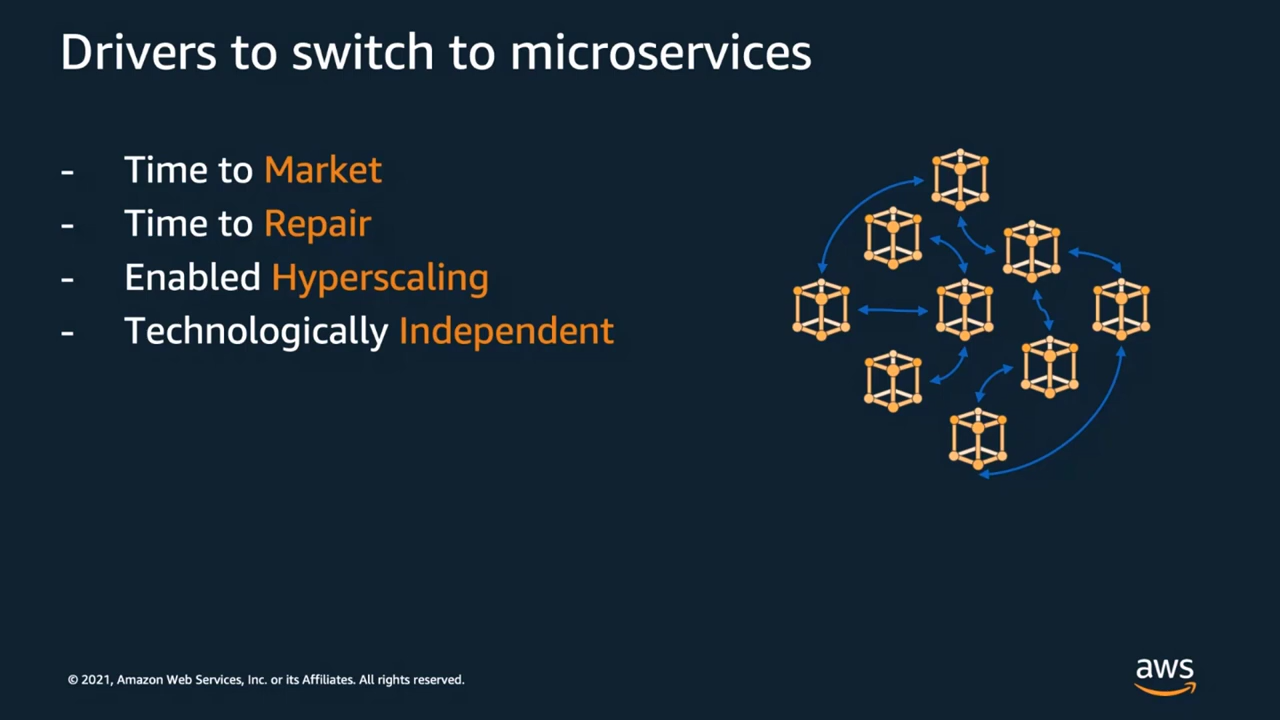 Drivers to switch to microservices
- Time to Market
- Time to Repair
- Enabled Hyperscaling
- Technologically Independent
© 2021, Amazon Web Services, Inc. or its Affiliates. All rights reserved.
aws